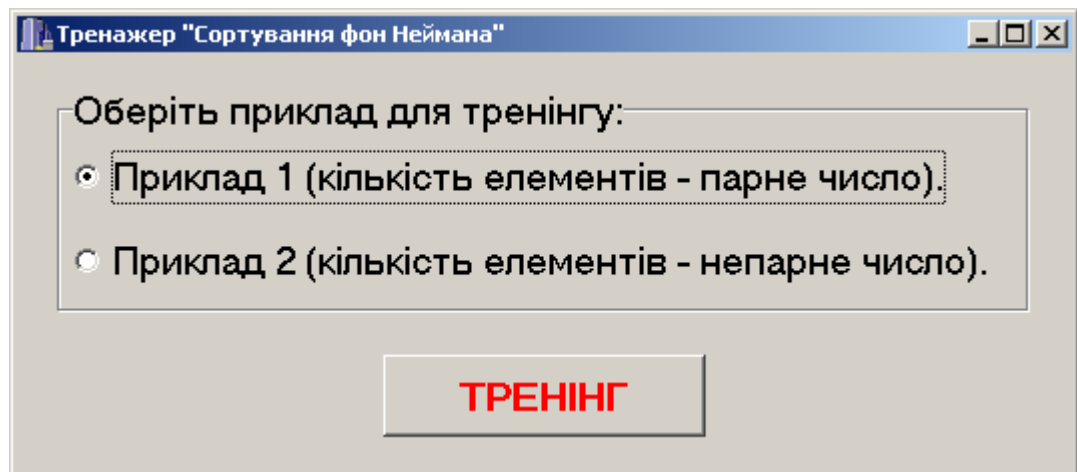 Тренажер "Сортування фон Неймана"
Оберіть приклад для тренінгу:
Приклад 1 (кількість елементів - парне число).
Приклад 2 (кількість елементів - непарне число).
ТРЕНІНГ